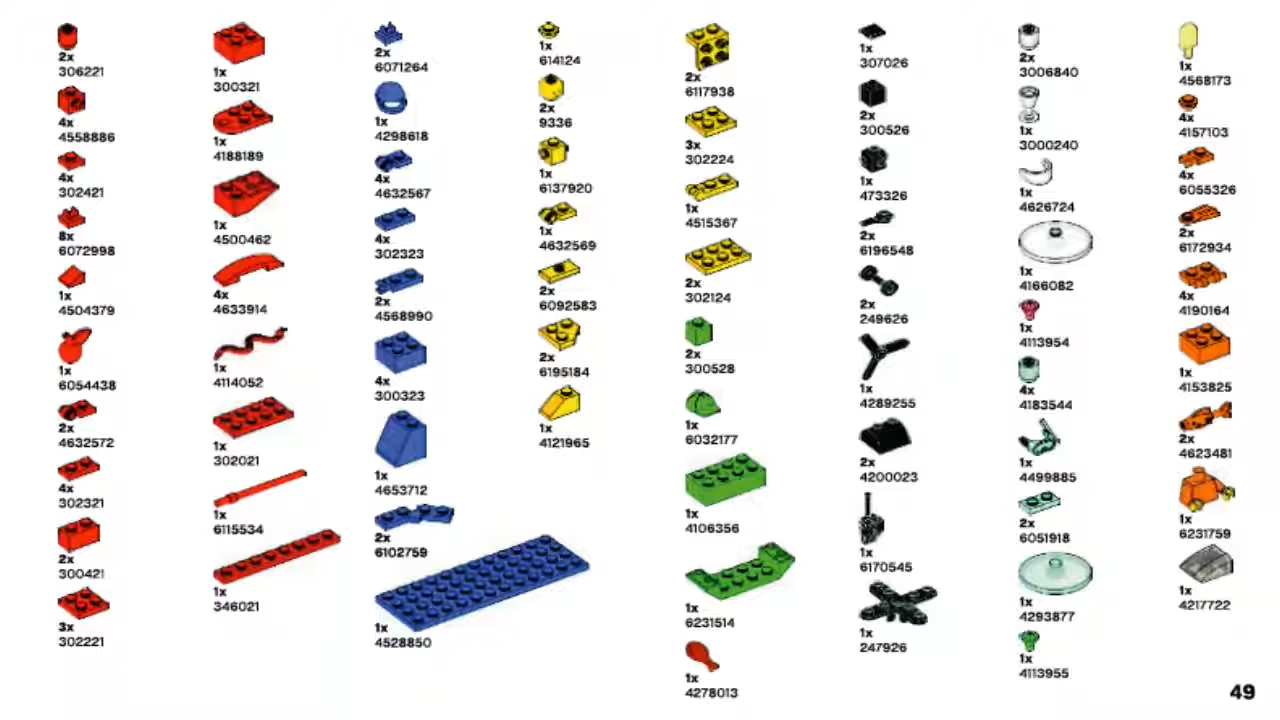 2x
306221
4x
4558886
4x
302421
8x
6072998
1x
4504379
1x
6054438
2x
4632572
4x
302321
2x
300421
3x
302221
1x
300321
1x
4188189
1x
4500462
4x
4633914
1x
4114052
1x
302021
1x
6115534
1x
346021
2x
6071264
1x
4298618
4x
4632567
4x
302323
2x
4568990
4x
300323
1x
4653712
2x
6102759
1x
4528850
1x
614124
2x
9336
1x
6137920
1x
4632569
2x
6092583
2x
6195184
1x
4121965
2x
6117938
3x
302224
1x
4515367
2x
302124
2x
300528
1x
6032177
1x
4106356
1x
6231514
1x
4278013
1x
307026
2x
300526
1x
473326
2x
6196548
2x
249626
1x
4289255
2x
4200023
1x
6170545
1x
247926
2x
3006840
1x
3000240
1x
4626724
1x
4166082
1x
4113954
4x
4183544
1x
4499885
2x
6051918
1x
4293877
1x
4113955
1x
4568173
4x
4157103
4x
6055326
2x
6172934
4x
4190164
1x
4153825
2x
4623481
1x
6231759
1x
4217722
49